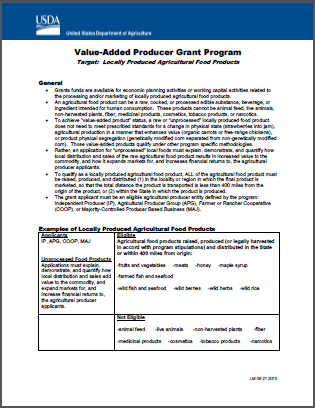 USDA
United States Department of Agriculture
Value-Added Producer Grant Program
Target: Locally Produced Agricultural Food Products
General
• Grants funds are available for economic planning activities or working capital activities related to
the processing and/or marketing of locally produced agricultural food products.
• An agricultural food product can be a raw, cooked, or processed edible substance, beverage, or
ingredient intended for human consumption. These products cannot be animal feed, live animals,
non-harvested plants, fiber, medicinal products, cosmetics, tobacco products, or narcotics.
• To achieve "value-added product" status, a raw or "unprocessed" locally produced food product
does not need to meet prescribed standards for a change in physical state (strawberries into jam),
agricultural production in a manner that enhances value (organic carrots or free-range chickens),
or product physical segregation (genetically modified corn separated from non-genetically modified
corn). Those value-added products qualify under other program specific methodologies.
• Rather, an application for "unprocessed" local foods must explain, demonstrate, and quantify how
local distribution and sales of the raw agricultural food product results in increased value to the
commodity, and how it expands markets for, and increases financial returns to, the agricultural
producer applicants.
• To qualify as a locally produced agricultural food product, ALL of the agricultural food product must
be raised, produced, and distributed (1) in the locality or region in which the final product is
marketed, so that the total distance the product is transported is less than 400 miles from the
origin of the product, or (2) within the State in which the product is produced.
• The grant applicant must be an eligible agricultural producer entity defined by the program:
Independent Producer (IP), Agricultural Producer Group (APG), Farmer or Rancher Cooperative
(COOP), or Majority-Controlled Producer Based Business (MAJ).
Examples of Locally Produced Agricultural Food Products
Applicants
IP, APG, COOP, MAJ
Unprocessed Food Products
Applications must explain,
demonstrate, and quantify how
local distribution and sales add
value to the commodity, and
expand markets for, and
increase financial returns to,
the agricultural producer
applicants.
Eligible
Agricultural food products raised, produced (or legally harvested
in accord with program stipulations) and distributed in the State
or within 400 miles from origin:
-fruits and vegetables -meats -honey -maple syrup
-farmed fish and seafood
-wild fish and seafood -wild berries -wild herbs -wild rice
Not Eligible
-animal feed -live animals -non-harvested plants -fiber
-medicinal products -cosmetics -tobacco products -narcotics